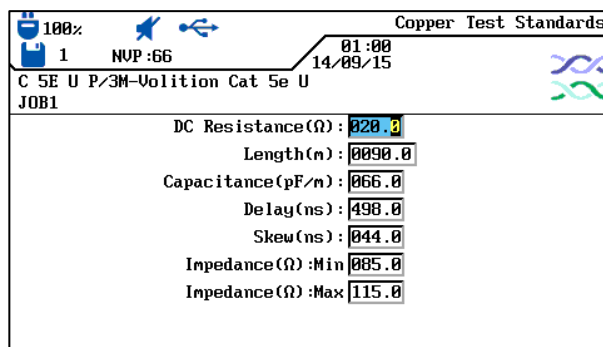 100% Copper Test Standards
1 NVP:66 01:00
14/09/15
C 5E U P/3M-Volition Cat 5e U
JOB1
DC Resistance(Ω): 020.0
Length(m): 0090.0
Capacitance(pF/m): 066.0
Delay(ns): 498.0
Skew(ns): 044.0
Impedance(Ω):Min 085.0
Impedance(Ω):Max 115.0